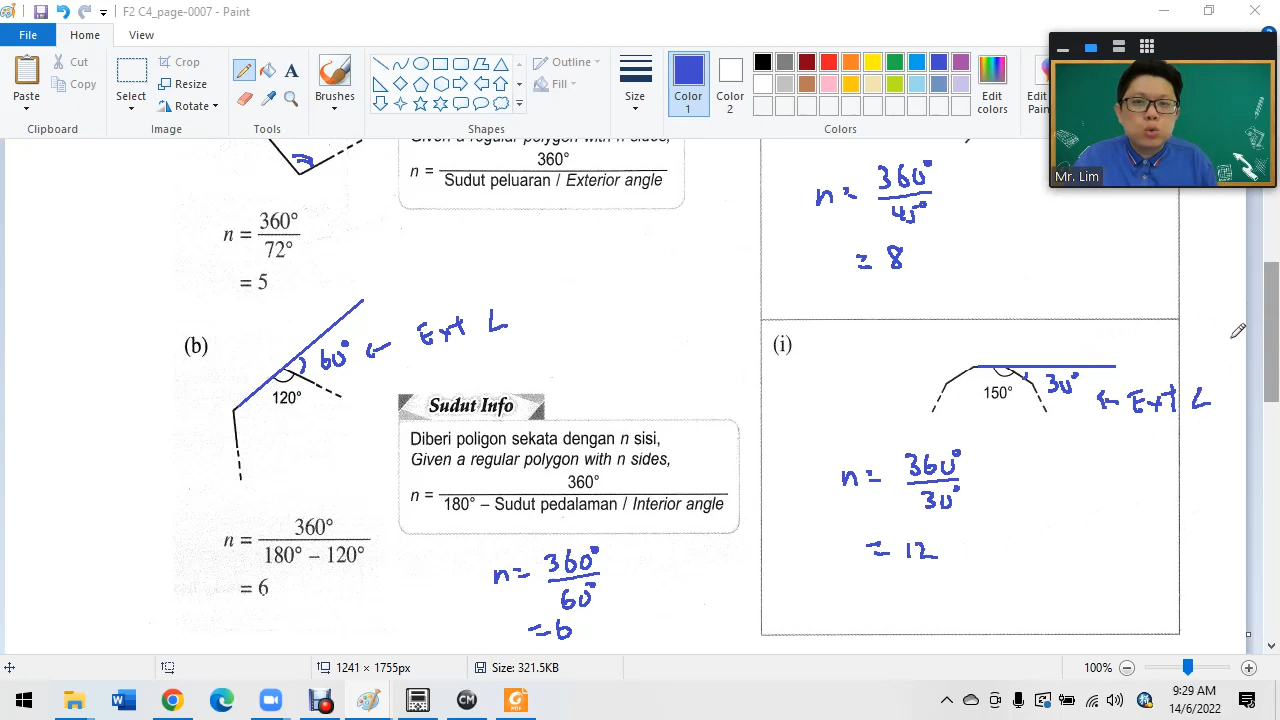 F2 C4_page-0007 - Paint
File Home View
Paste
Cut
Copy
Clipboard
Select
Crop
Resize
Rotate
Image
Tools
Brushes
Shapes
Outline
Fill
Size
Color 1
Color 2
Colors
Edit colors
Mr. Lim
Given a regular polygon with n sides,
n = 360° / Sudut peluaran / Exterior angle
n = 360° / 72°
= 5
n = 360° / 45°
= 8
(b)
60° ← Ext ∠
120°
Sudut Info
Diberi poligon sekata dengan n sisi,
Given a regular polygon with n sides,
n = 360° / 180° – Sudut pedalaman / Interior angle
n = 360° / 180° – 120°
= 6
n = 360° / 60°
= 6
(i)
150°
30° ← Ext ∠
n = 360° / 30°
= 12
1241 × 1755px
Size: 321.5KB
100%
9:29 AM
14/6/2022